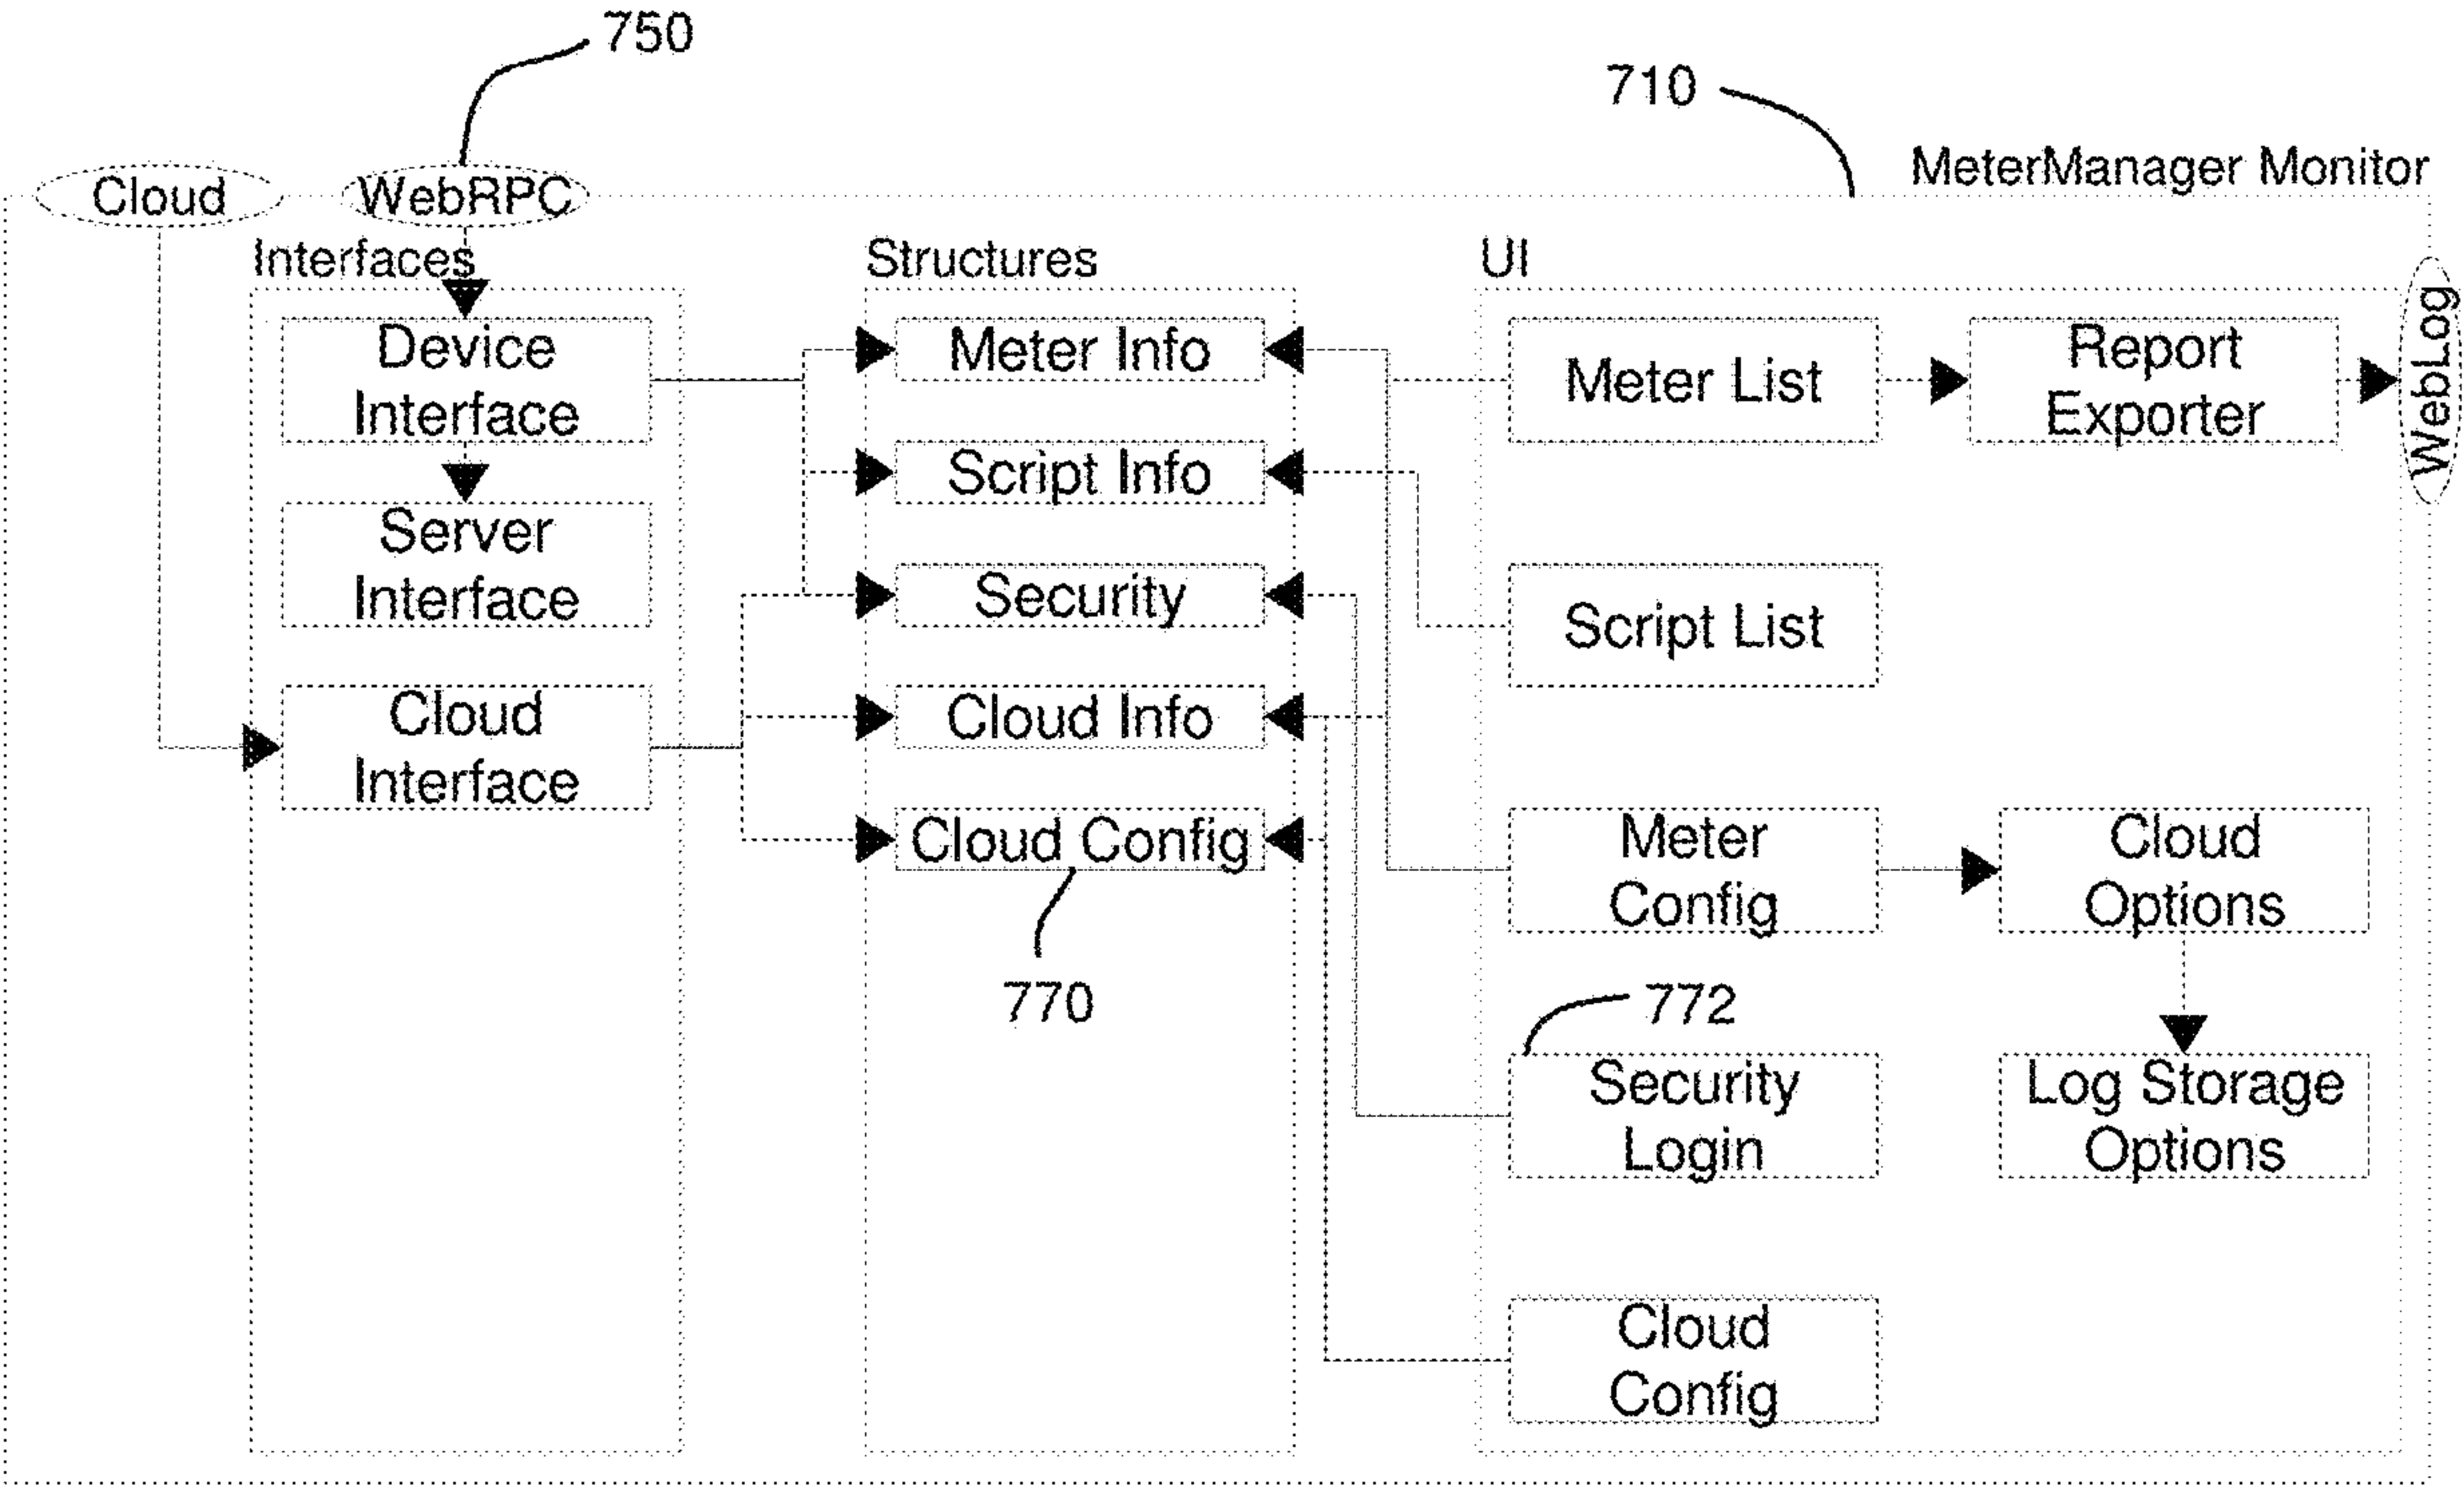 750
710
MeterManager Monitor
Cloud
WebRPC
Interfaces
Structures
UI
Device
Interface
Server
Interface
Cloud
Interface
Meter Info
Script Info
Security
Cloud Info
Cloud Config
770
Meter List
Report
Exporter
WebLog
Script List
Meter
Config
Cloud
Options
772
Security
Login
Log Storage
Options
Cloud
Config